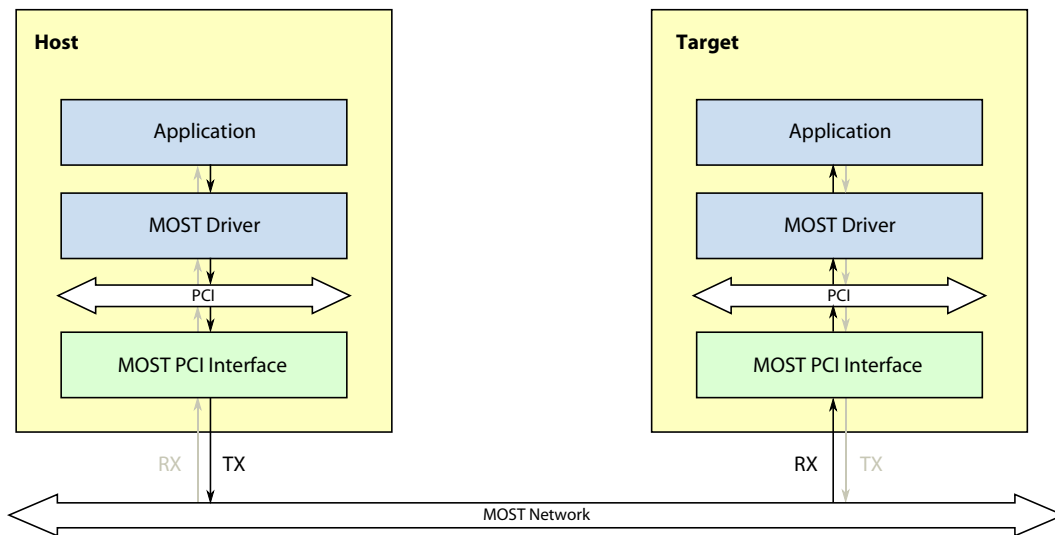 Host
Application
MOST Driver
PCI
MOST PCI Interface
RX TX
Target
Application
MOST Driver
PCI
MOST PCI Interface
RX TX
MOST Network